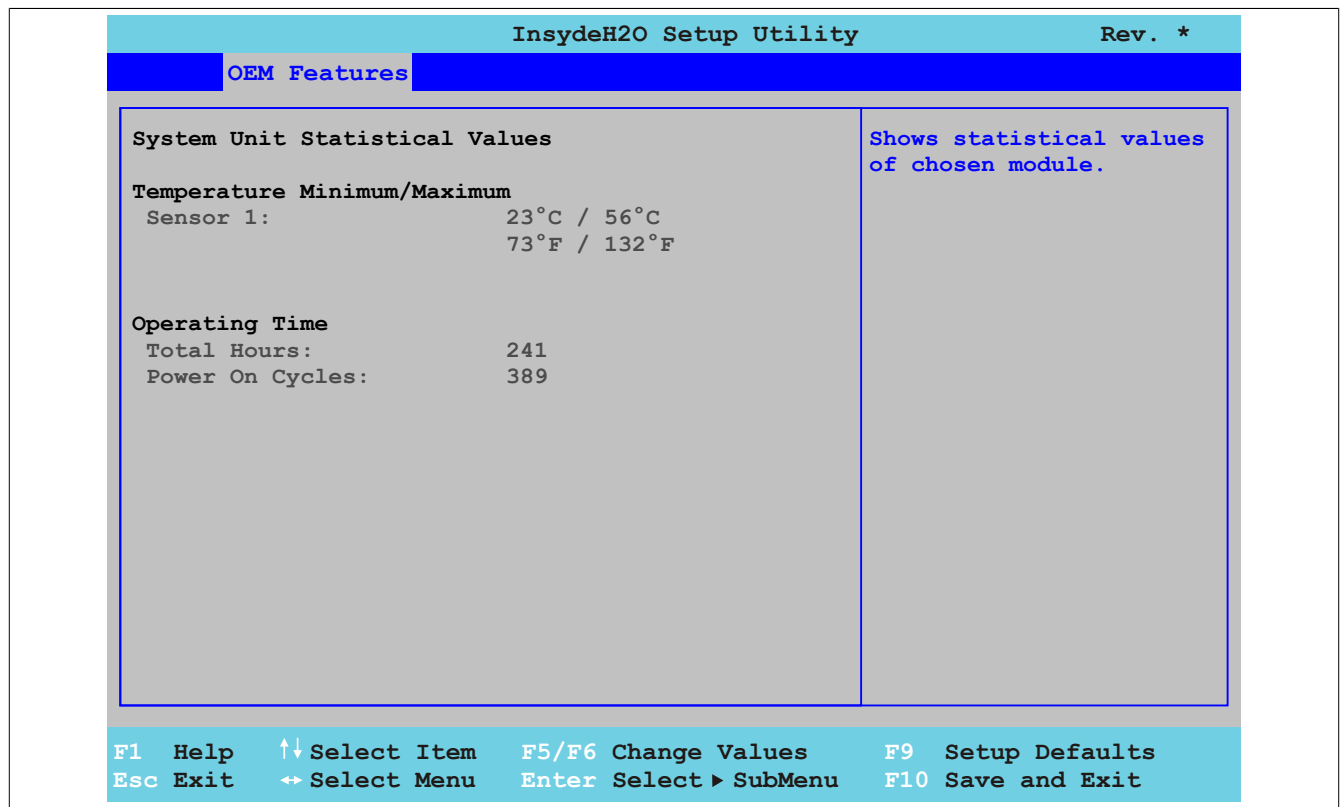 InsydeH2O Setup Utility Rev. *
OEM Features
System Unit Statistical Values
Temperature Minimum/Maximum
Sensor 1: 23°C / 56°C
73°F / 132°F
Operating Time
Total Hours: 241
Power On Cycles: 389
Shows statistical values
of chosen module.
F1 Help ↑↓ Select Item F5/F6 Change Values F9 Setup Defaults
Esc Exit ↔ Select Menu Enter Select ▶ SubMenu F10 Save and Exit